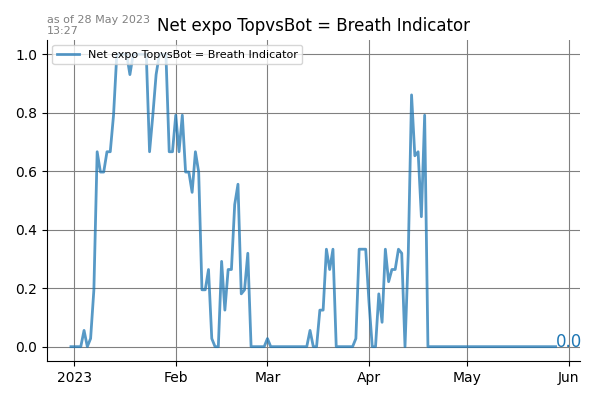 as of 28 May 2023
13:27
Net expo TopvsBot = Breath Indicator
Net expo TopvsBot = Breath Indicator
1.0
0.8
0.6
0.4
0.2
0.0
0.0
2023 Feb Mar Apr May Jun